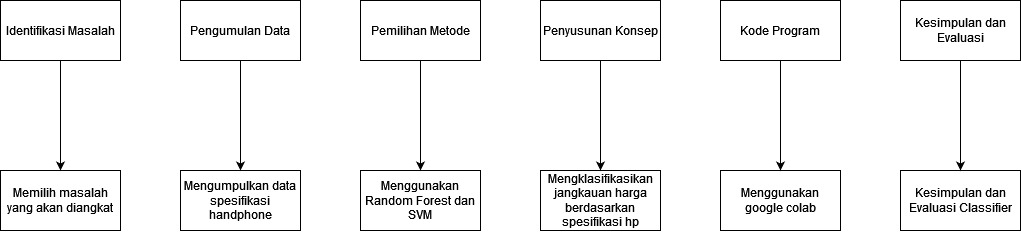 Identifikasi Masalah
Pengumulan Data
Pemilihan Metode
Penyusunan Konsep
Kode Program
Kesimpulan dan
Evaluasi
Memilih masalah
yang akan diangkat
Mengumpulkan data
spesifikasi
handphone
Menggunakan
Random Forest dan
SVM
Mengklasifikasikan
jangkauan harga
berdasarkan
spesifikasi hp
Menggunakan
google colab
Kesimpulan dan
Evaluasi Classifier